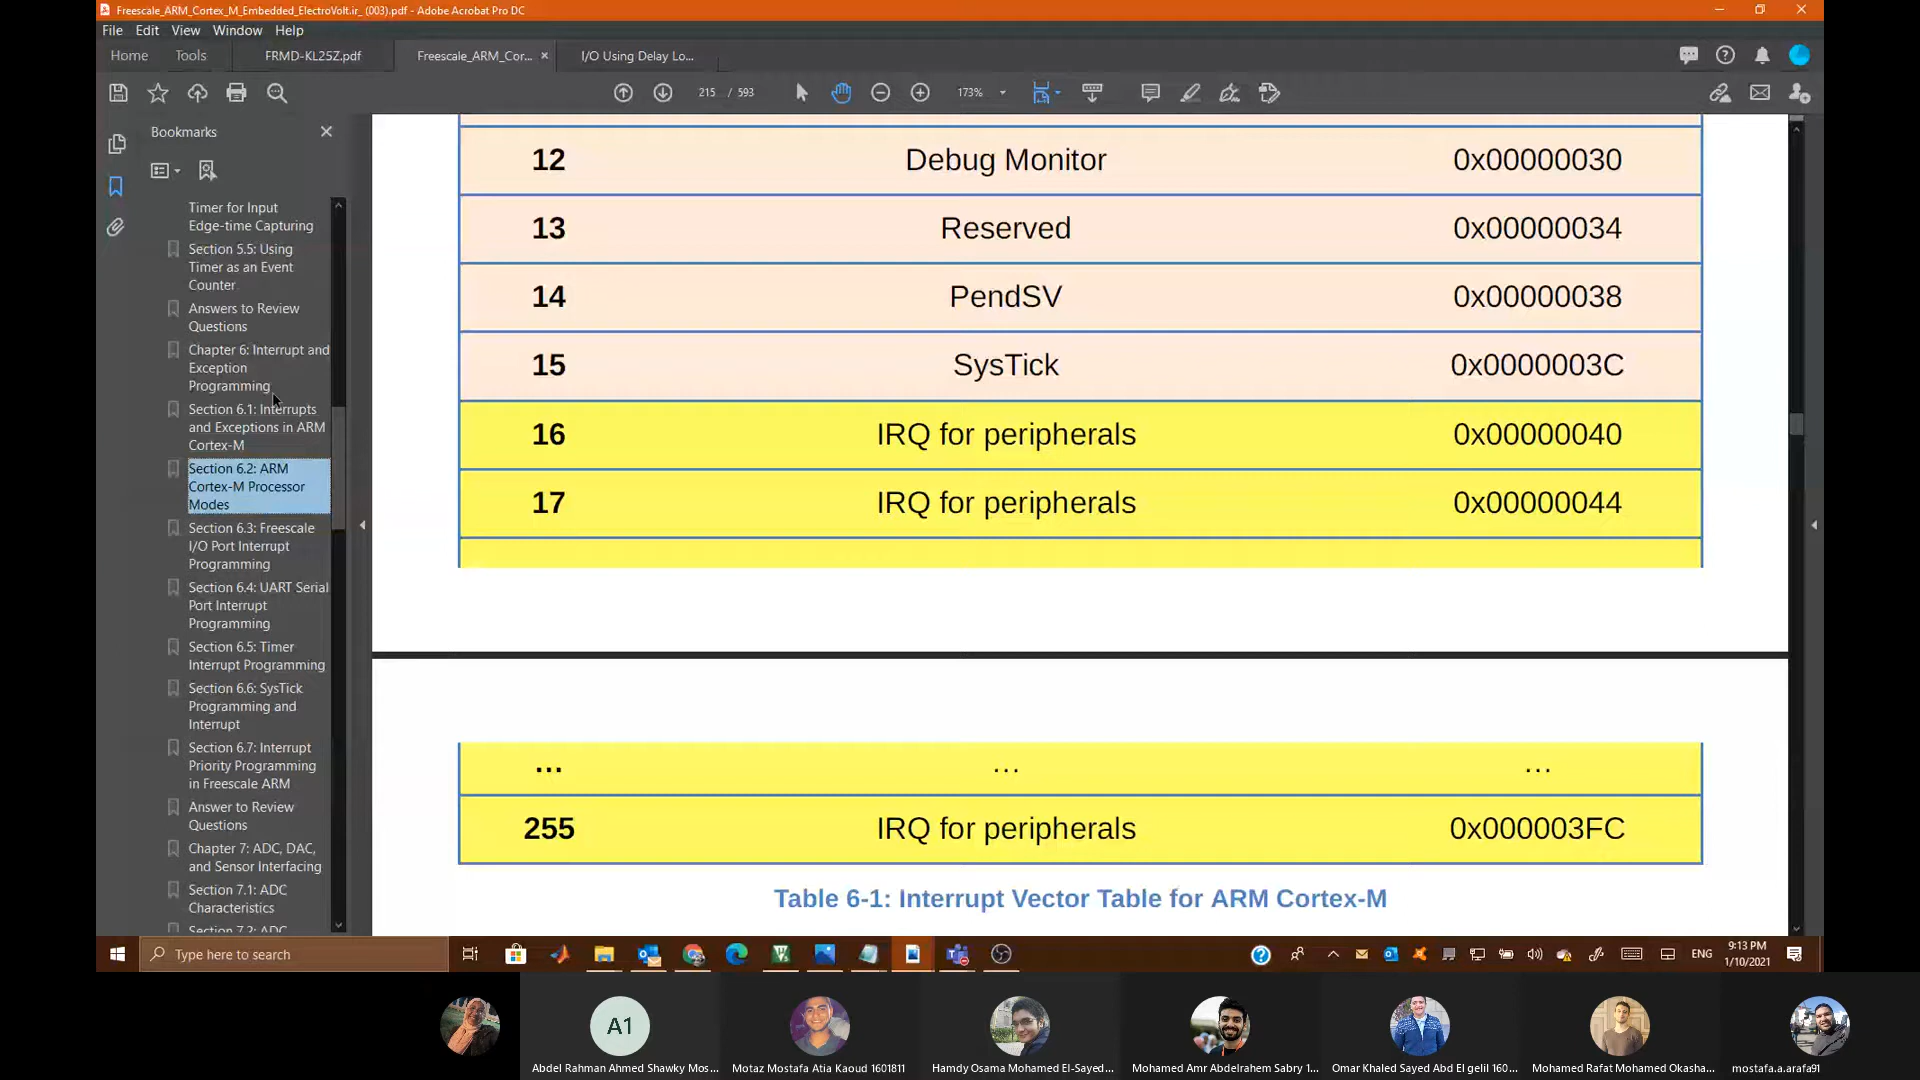 Freescale_ARM_Cortex_M_Embedded_ElectroVolt.ir_ (003).pdf - Adobe Acrobat Pro DC
File Edit View Window Help
Home Tools FRMD-KL25Z.pdf Freescale_ARM_Cor... × I/O Using Delay Lo...
215 / 593 173%
Bookmarks
Timer for Input
Edge-time Capturing
Section 5.5: Using
Timer as an Event
Counter
Answers to Review
Questions
Chapter 6: Interrupt and
Exception
Programming
Section 6.1: Interrupts
and Exceptions in ARM
Cortex-M
Section 6.2: ARM
Cortex-M Processor
Modes
Section 6.3: Freescale
I/O Port Interrupt
Programming
Section 6.4: UART Serial
Port Interrupt
Programming
Section 6.5: Timer
Interrupt Programming
Section 6.6: SysTick
Programming and
Interrupt
Section 6.7: Interrupt
Priority Programming
in Freescale ARM
Answer to Review
Questions
Chapter 7: ADC, DAC,
and Sensor Interfacing
Section 7.1: ADC
Characteristics
Section 7.2: ADC
12 Debug Monitor 0x00000030
13 Reserved 0x00000034
14 PendSV 0x00000038
15 SysTick 0x0000003C
16 IRQ for peripherals 0x00000040
17 IRQ for peripherals 0x00000044
... ... ...
255 IRQ for peripherals 0x000003FC
Table 6-1: Interrupt Vector Table for ARM Cortex-M
Type here to search
ENG
9:13 PM
1/10/2021
A1
Abdel Rahman Ahmed Shawky Mos...
Motaz Mostafa Atia Kaoud 1601811
Hamdy Osama Mohamed El-Sayed...
Mohamed Amr Abdelrahem Sabry 1...
Omar Khaled Sayed Abd El gelil 160...
Mohamed Rafat Mohamed Okasha...
mostafa.a.arafa91